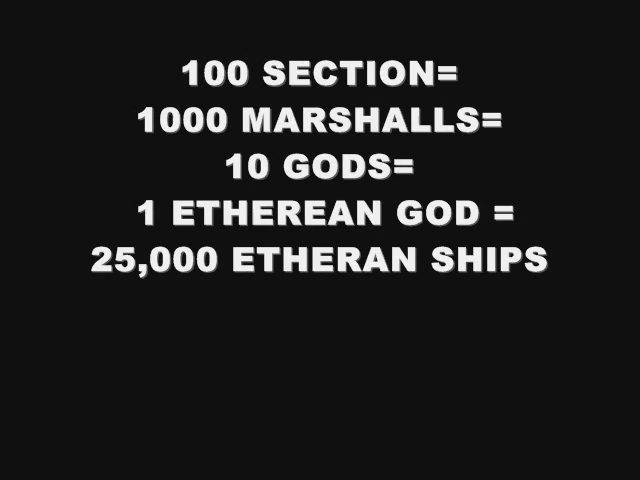 100 SECTION=
1000 MARSHALLS=
10 GODS=
1 ETHEREAN GOD =
25,000 ETHERAN SHIPS